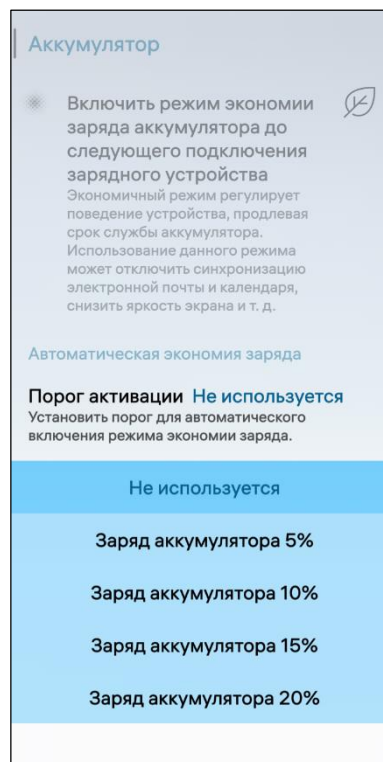 Аккумулятор
Включить режим экономии
заряда аккумулятора до
следующего подключения
зарядного устройства
Экономичный режим регулирует
поведение устройства, продлевая
срок службы аккумулятора.
Использование данного режима
может отключить синхронизацию
электронной почты и календаря,
снизить яркость экрана и т. д.
Автоматическая экономия заряда
Порог активации Не используется
Установить порог для автоматического
включения режима экономии заряда.
Не используется
Заряд аккумулятора 5%
Заряд аккумулятора 10%
Заряд аккумулятора 15%
Заряд аккумулятора 20%